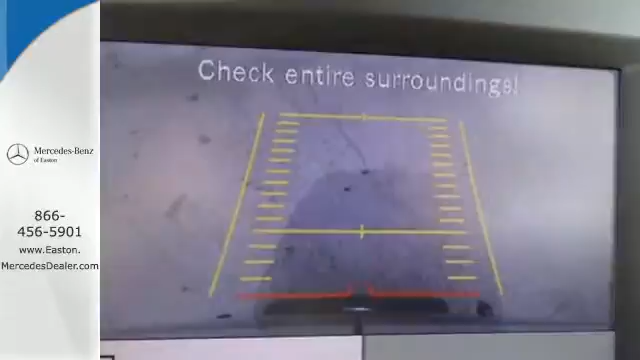 Check entire surroundings!
Mercedes-Benz
of Easton
866-
456-5901
www.Easton.
MercedesDealer.com